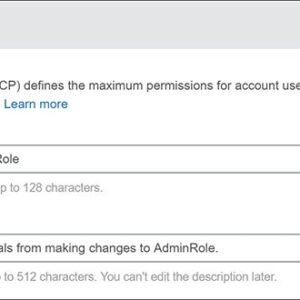 CP) defines the maximum permissions for account use
Learn more
Role
p to 128 characters.
als from making changes to AdminRole.
to 512 characters. You can't edit the description later.